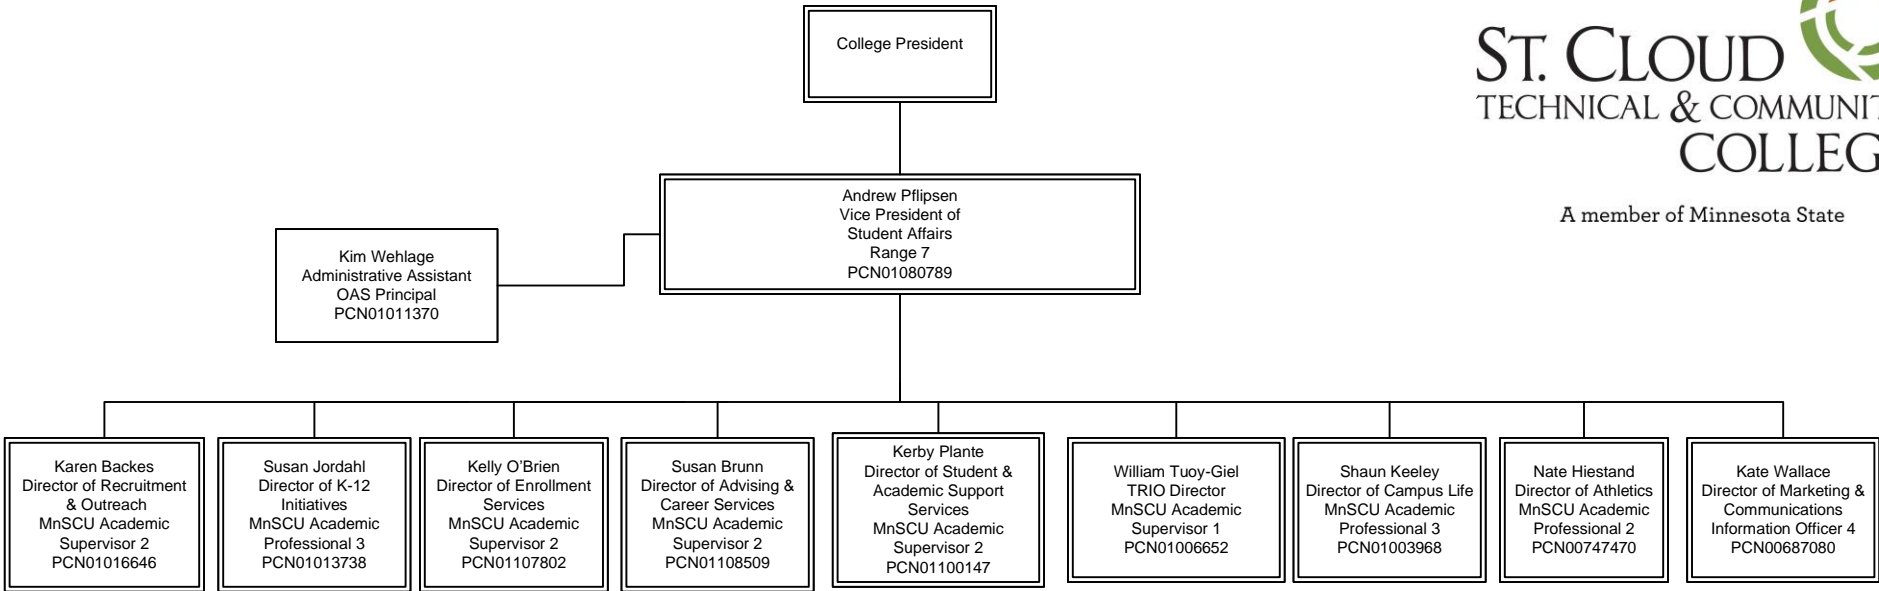 College President
ST. CLOUD
TECHNICAL & COMMUNIT
COLLEG
A member of Minnesota State
Andrew Pflipsen
Vice President of
Student Affairs
Range 7
PCN01080789
Kim Wehlage
Administrative Assistant
OAS Principal
PCN01011370
Karen Backes
Director of Recruitment
& Outreach
MnSCU Academic
Supervisor 2
PCN01016646
Susan Jordahl
Director of K-12
Initiatives
MnSCU Academic
Professional 3
PCN01013738
Kelly O’Brien
Director of Enrollment
Services
MnSCU Academic
Supervisor 2
PCN01107802
Susan Brunn
Director of Advising &
Career Services
MnSCU Academic
Supervisor 2
PCN01108509
Kerby Plante
Director of Student &
Academic Support
Services
MnSCU Academic
Supervisor 2
PCN01100147
William Tuoy-Giel
TRIO Director
MnSCU Academic
Supervisor 1
PCN01006652
Shaun Keeley
Director of Campus Life
MnSCU Academic
Professional 3
PCN01003968
Nate Hiestand
Director of Athletics
MnSCU Academic
Professional 2
PCN00747470
Kate Wallace
Director of Marketing &
Communications
Information Officer 4
PCN00687080